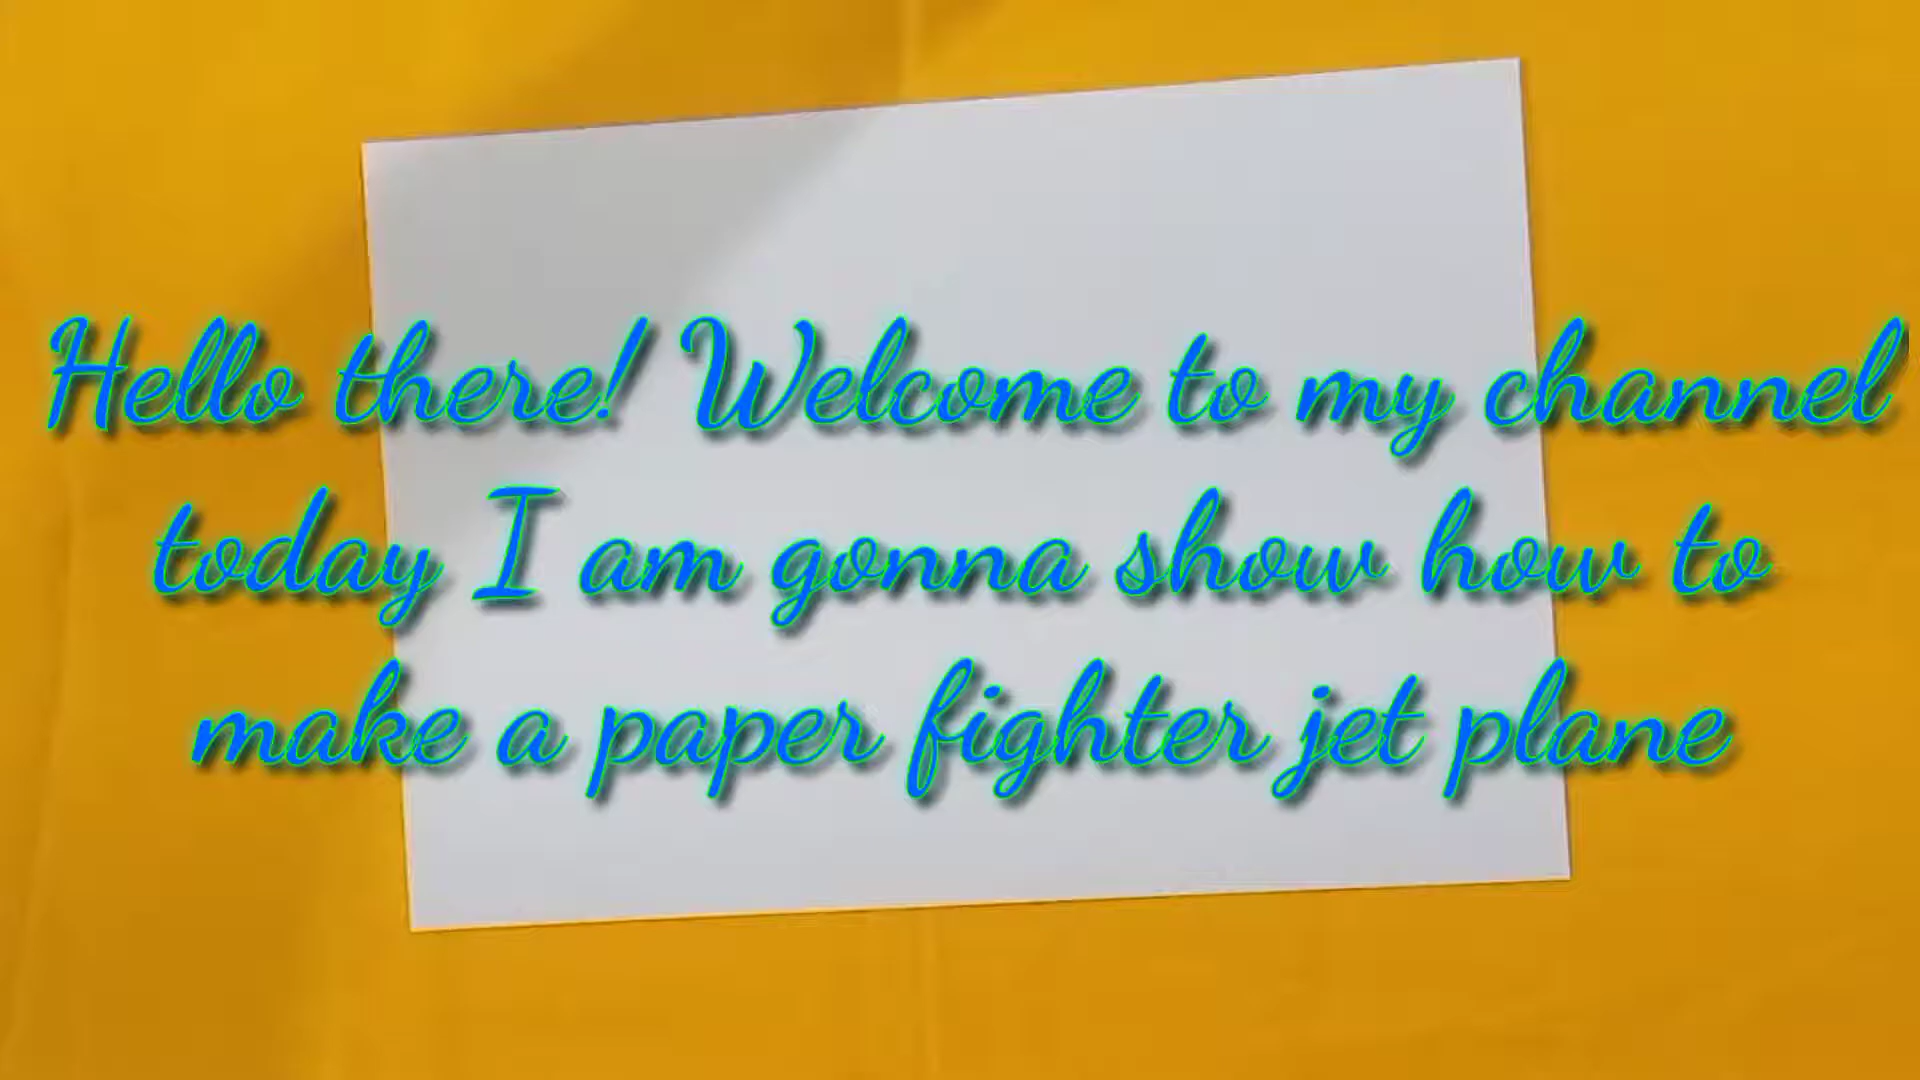 Hello there! Welcome to my channel
today I am gonna show how to
make a paper fighter jet plane